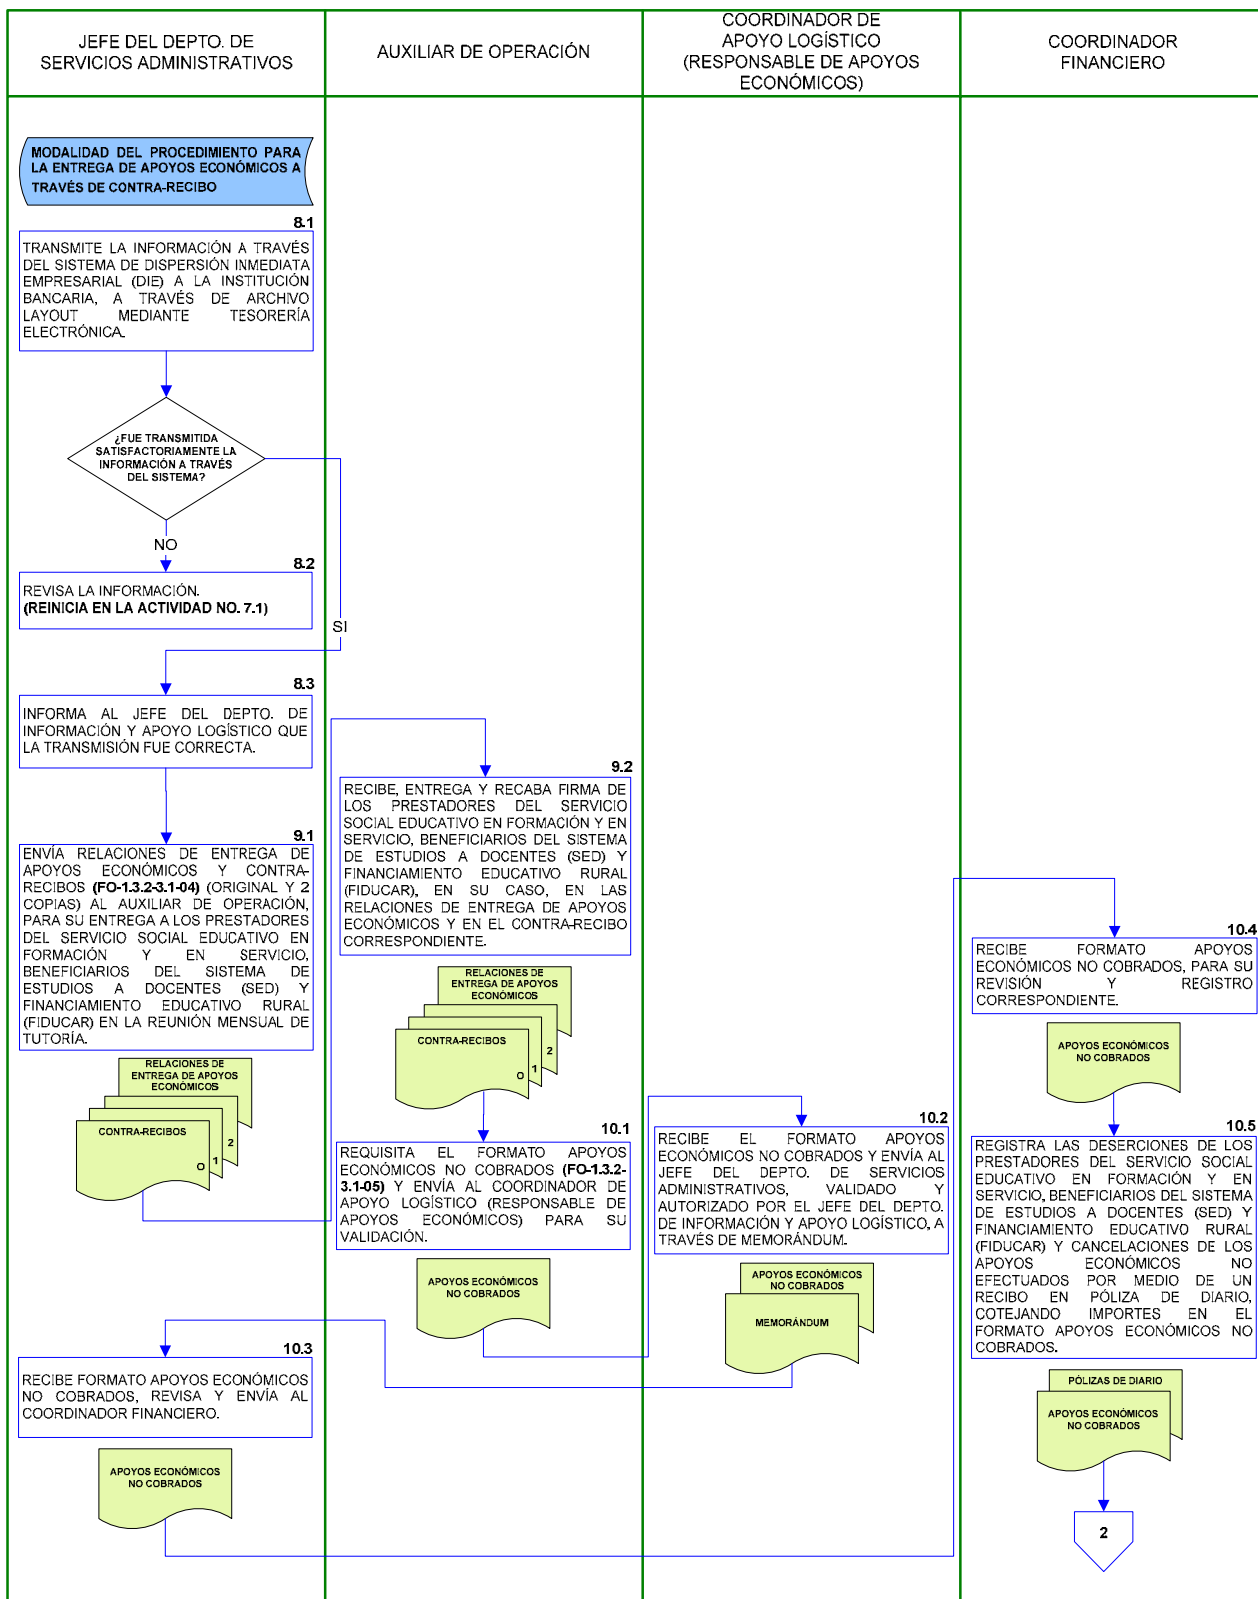 JEFE DEL DEPTO. DE
SERVICIOS ADMINISTRATIVOS
AUXILIAR DE OPERACIÓN
COORDINADOR DE
APOYO LOGÍSTICO
(RESPONSABLE DE APOYOS
ECONÓMICOS)
COORDINADOR
FINANCIERO
MODALIDAD DEL PROCEDIMIENTO PARA
LA ENTREGA DE APOYOS ECONÓMICOS A
TRAVÉS DE CONTRA-RECIBO
8.1
TRANSMITE LA INFORMACIÓN A TRAVÉS
DEL SISTEMA DE DISPERSIÓN INMEDIATA
EMPRESARIAL (DIE) A LA INSTITUCIÓN
BANCARIA, A TRAVÉS DE ARCHIVO
LAYOUT MEDIANTE TESORERÍA
ELECTRÓNICA.
¿FUE TRANSMITIDA
SATISFACTORIAMENTE LA
INFORMACIÓN A TRAVÉS
DEL SISTEMA?
NO
8.2
REVISA LA INFORMACIÓN.
(REINICIA EN LA ACTIVIDAD NO. 7.1)
SI
8.3
INFORMA AL JEFE DEL DEPTO. DE
INFORMACIÓN Y APOYO LOGÍSTICO QUE
LA TRANSMISIÓN FUE CORRECTA.
9.1
ENVÍA RELACIONES DE ENTREGA DE
APOYOS ECONÓMICOS Y CONTRA-
RECIBOS (FO-1.3.2-3.1-04) (ORIGINAL Y 2
COPIAS) AL AUXILIAR DE OPERACIÓN,
PARA SU ENTREGA A LOS PRESTADORES
DEL SERVICIO SOCIAL EDUCATIVO EN
FORMACIÓN Y EN SERVICIO,
BENEFICIARIOS DEL SISTEMA DE
ESTUDIOS A DOCENTES (SED) Y
FINANCIAMIENTO EDUCATIVO RURAL
(FIDUCAR) EN LA REUNIÓN MENSUAL DE
TUTORÍA.
RELACIONES DE
ENTREGA DE APOYOS
ECONÓMICOS
CONTRA-RECIBOS
O
1
2
9.2
RECIBE, ENTREGA Y RECABA FIRMA DE
LOS PRESTADORES DEL SERVICIO
SOCIAL EDUCATIVO EN FORMACIÓN Y EN
SERVICIO, BENEFICIARIOS DEL SISTEMA
DE ESTUDIOS A DOCENTES (SED) Y
FINANCIAMIENTO EDUCATIVO RURAL
(FIDUCAR), EN SU CASO, EN LAS
RELACIONES DE ENTREGA DE APOYOS
ECONÓMICOS Y EN EL CONTRA-RECIBO
CORRESPONDIENTE.
RELACIONES DE
ENTREGA DE APOYOS
ECONÓMICOS
CONTRA-RECIBOS
O
1
2
10.1
REQUISITA EL FORMATO APOYOS
ECONÓMICOS NO COBRADOS (FO-1.3.2-
3.1-05) Y ENVÍA AL COORDINADOR DE
APOYO LOGÍSTICO (RESPONSABLE DE
APOYOS ECONÓMICOS) PARA SU
VALIDACIÓN.
APOYOS ECONÓMICOS
NO COBRADOS
10.2
RECIBE EL FORMATO APOYOS
ECONÓMICOS NO COBRADOS Y ENVÍA AL
JEFE DEL DEPTO. DE SERVICIOS
ADMINISTRATIVOS, VALIDADO Y
AUTORIZADO POR EL JEFE DEL DEPTO.
DE INFORMACIÓN Y APOYO LOGÍSTICO, A
TRAVÉS DE MEMORÁNDUM.
APOYOS ECONÓMICOS
NO COBRADOS
MEMORÁNDUM
10.3
RECIBE FORMATO APOYOS ECONÓMICOS
NO COBRADOS, REVISA Y ENVÍA AL
COORDINADOR FINANCIERO.
APOYOS ECONÓMICOS
NO COBRADOS
10.4
RECIBE FORMATO APOYOS
ECONÓMICOS NO COBRADOS, PARA SU
REVISIÓN Y REGISTRO
CORRESPONDIENTE.
APOYOS ECONÓMICOS
NO COBRADOS
10.5
REGISTRA LAS DESERCIONES DE LOS
PRESTADORES DEL SERVICIO SOCIAL
EDUCATIVO EN FORMACIÓN Y EN
SERVICIO, BENEFICIARIOS DEL SISTEMA
DE ESTUDIOS A DOCENTES (SED) Y
FINANCIAMIENTO EDUCATIVO RURAL
(FIDUCAR) Y CANCELACIONES DE LOS
APOYOS ECONÓMICOS NO
EFECTUADOS POR MEDIO DE UN
RECIBO EN PÓLIZA DE DIARIO,
COTEJANDO IMPORTES EN EL
FORMATO APOYOS ECONÓMICOS NO
COBRADOS.
PÓLIZAS DE DIARIO
APOYOS ECONÓMICOS
NO COBRADOS
2